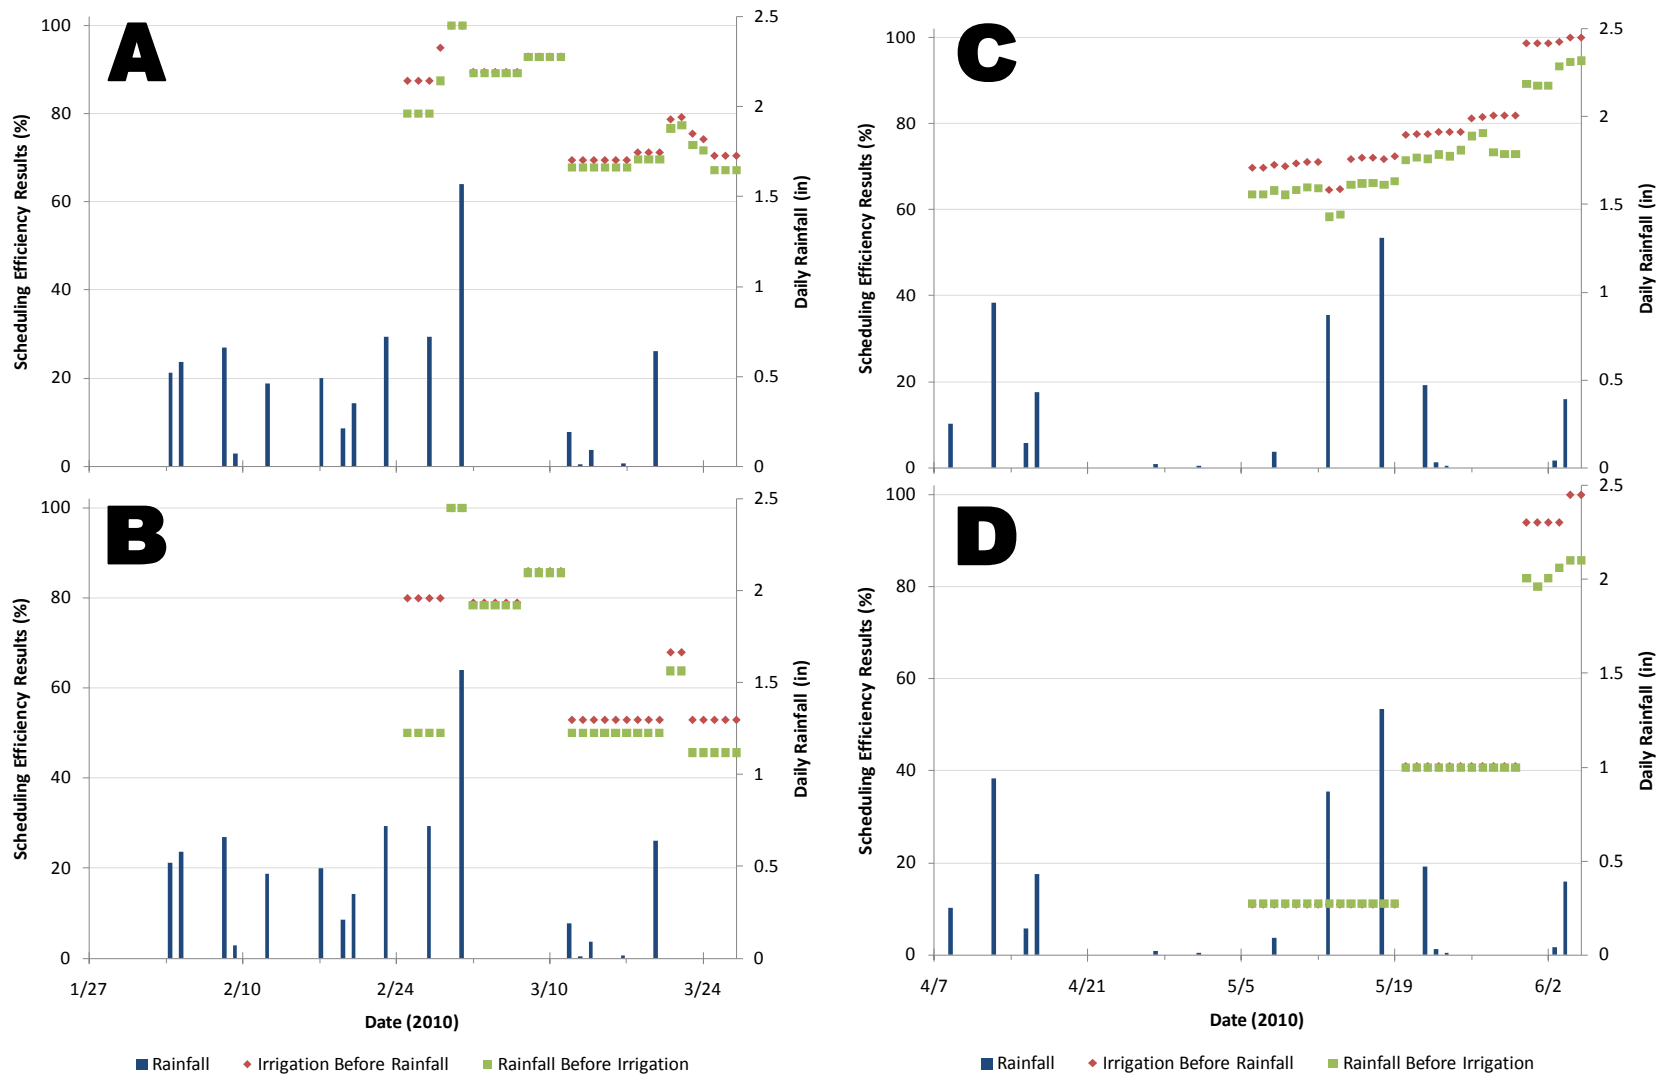 A
100
80
60
40
20
0
Scheduling Efficiency Results (%)
2.5
2
1.5
1
0.5
0
Daily Rainfall (in)
B
100
80
60
40
20
0
Scheduling Efficiency Results (%)
2.5
2
1.5
1
0.5
0
Daily Rainfall (in)
1/27 2/10 2/24 3/10 3/24
Date (2010)
Rainfall Irrigation Before Rainfall Rainfall Before Irrigation
C
100
80
60
40
20
0
Scheduling Efficiency Results (%)
2.5
2
1.5
1
0.5
0
Daily Rainfall (in)
D
100
80
60
40
20
0
Scheduling Efficiency Results (%)
2.5
2
1.5
1
0.5
0
Daily Rainfall (in)
4/7 4/21 5/5 5/19 6/2
Date (2010)
Rainfall Irrigation Before Rainfall Rainfall Before Irrigation